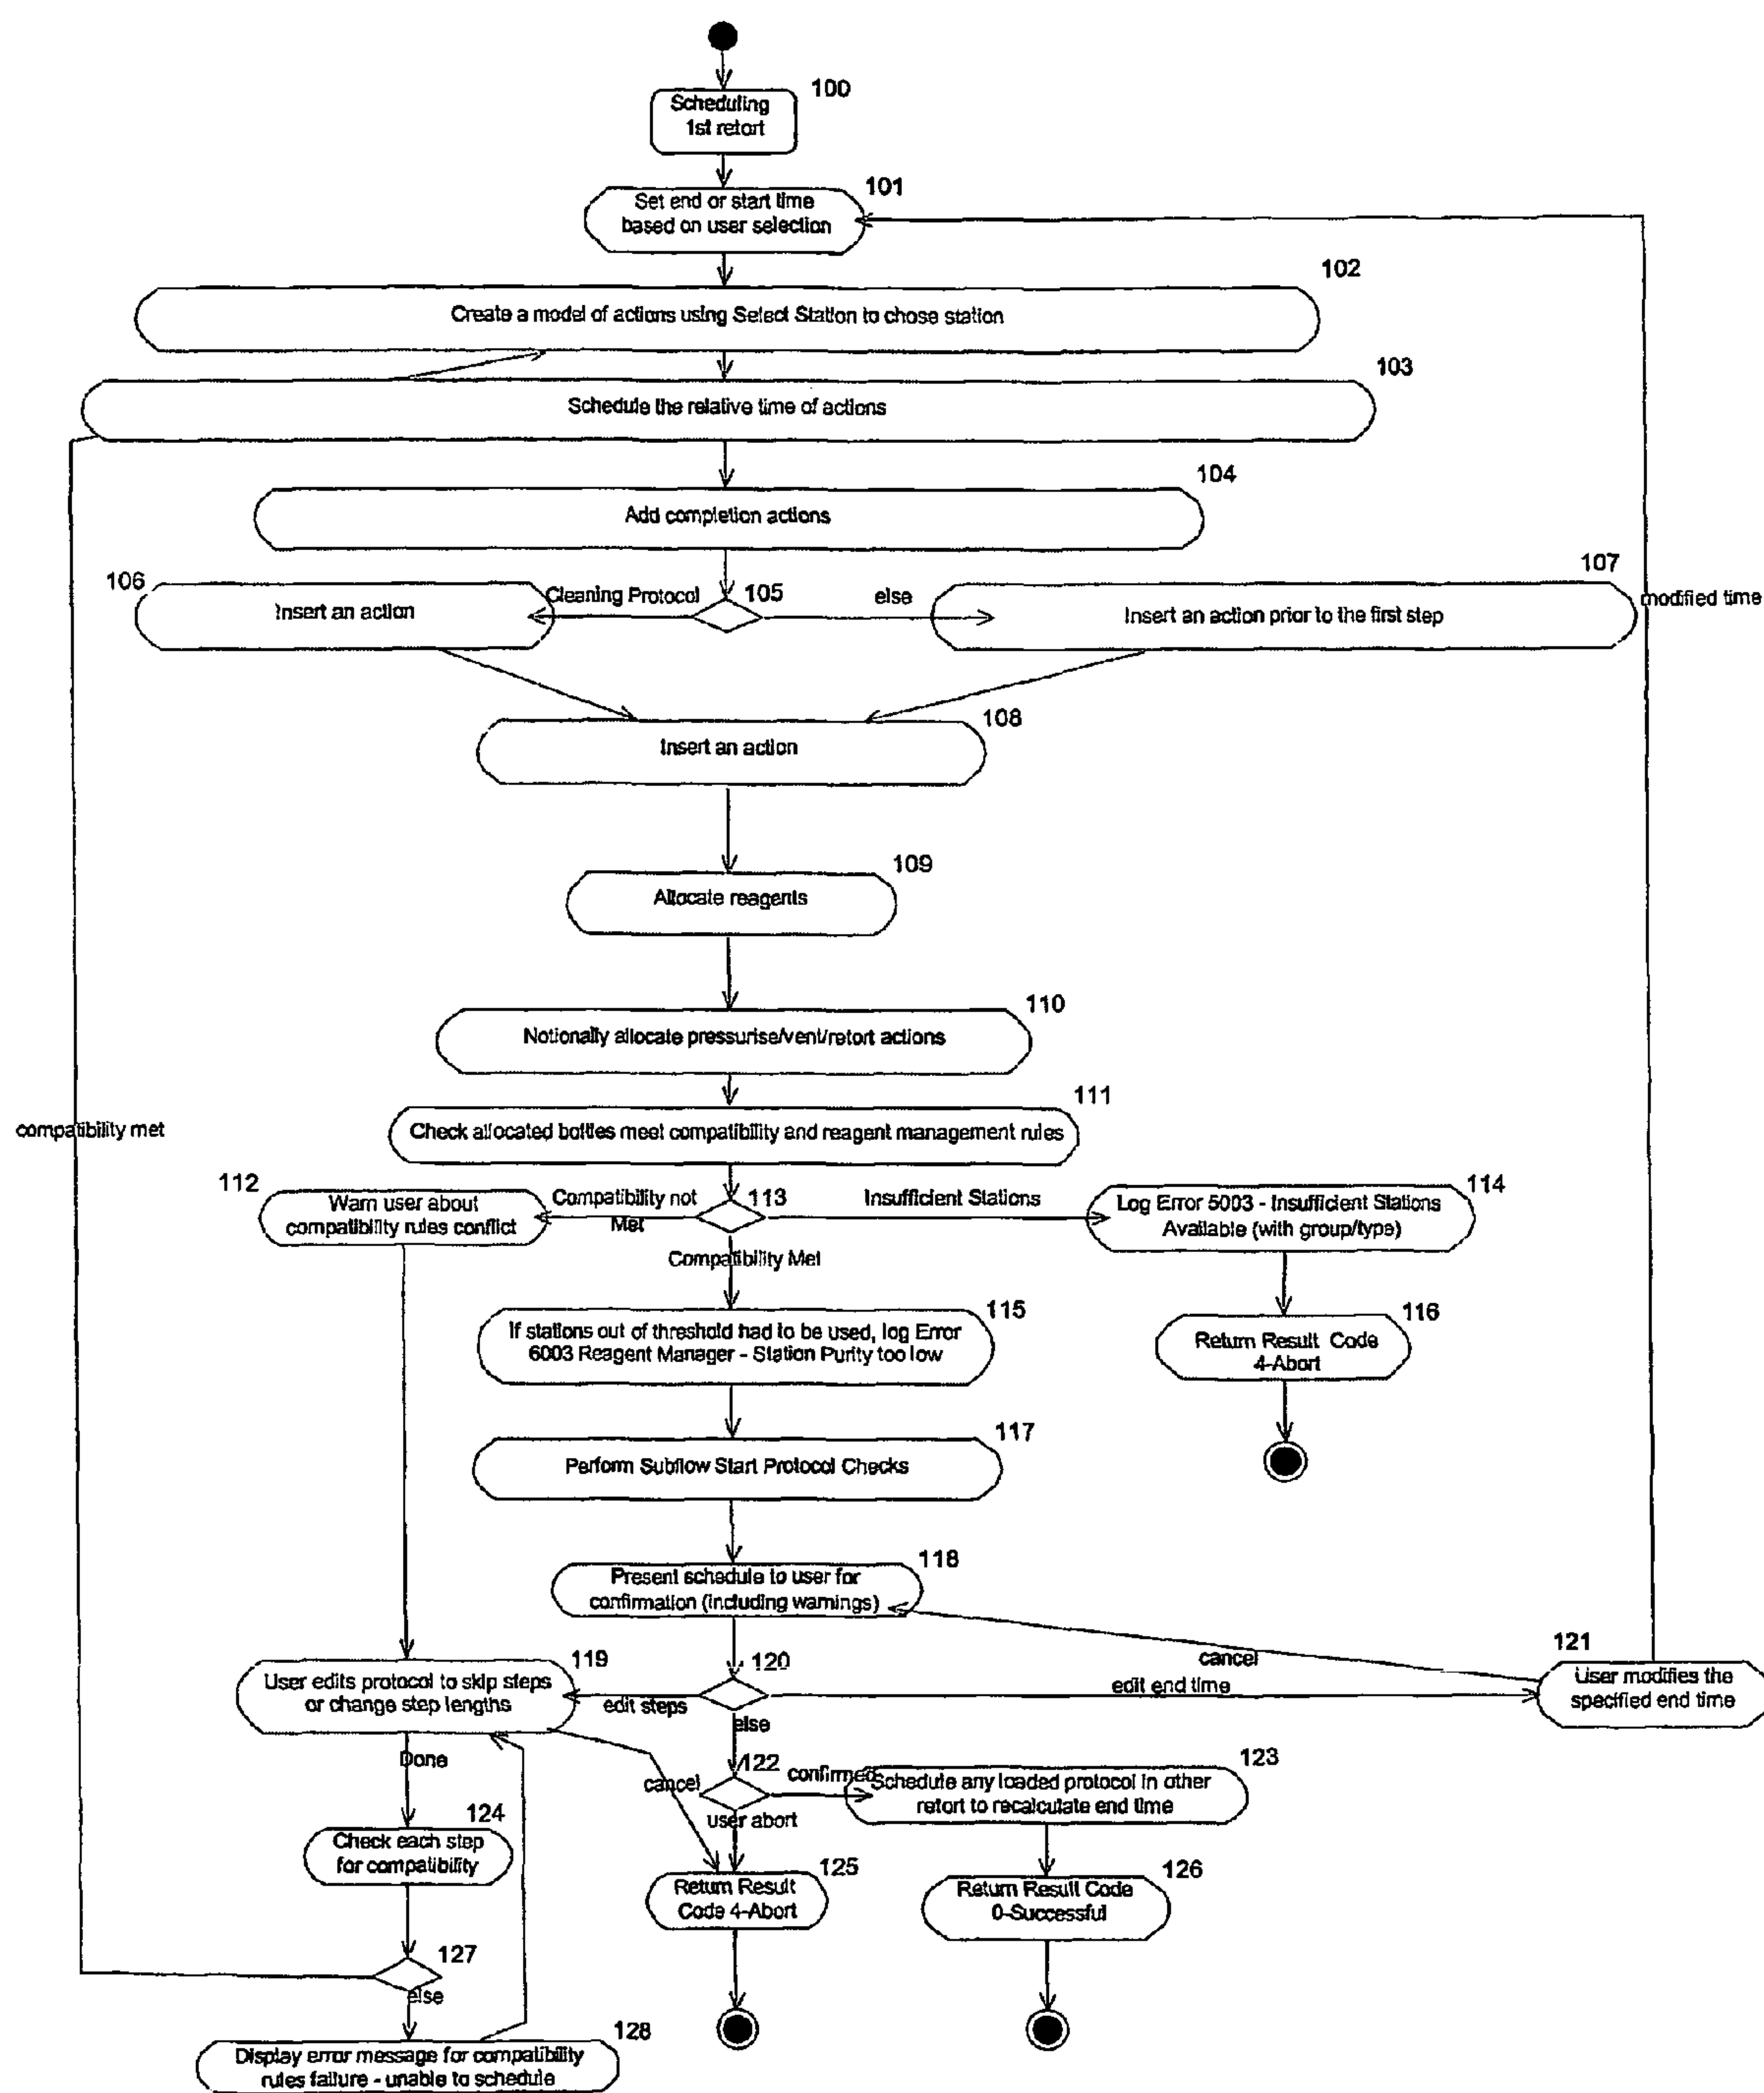 100
Scheduling
1st retort
101
Set end or start time
based on user selection
102
Create a model of actions using Select Station to chose station
103
Schedule the relative time of actions
104
Add completion actions
106
Insert an action
Cleaning Protocol
105
else
107
Insert an action prior to the first step
modified time
108
Insert an action
109
Allocate reagents
110
Notionally allocate pressurise/vent/retort actions
111
Check allocated bottles meet compatibility and reagent management rules
compatibility met
112
Warn user about
compatibility rules conflict
Compatibility not
Met
113
Insufficient Stations
114
Log Error 5003 - Insufficient Stations
Available (with group/type)
Compatibility Met
115
If stations out of threshold had to be used, log Error
6003 Reagent Manager - Station Purity too low
116
Return Result Code
4-Abort
117
Perform Subflow Start Protocol Checks
118
Present schedule to user for
confirmation (including warnings)
cancel
119
User edits protocol to skip steps
or change step lengths
120
edit steps
edit end time
121
User modifies the
specified end time
else
Done
cancel
122
confirmed
user abort
123
Schedule any loaded protocol in other
retort to recalculate end time
124
Check each step
for compatibility
125
Return Result
Code 4-Abort
126
Return Result Code
0-Successful
127
else
128
Display error message for compatibility
rules failure - unable to schedule